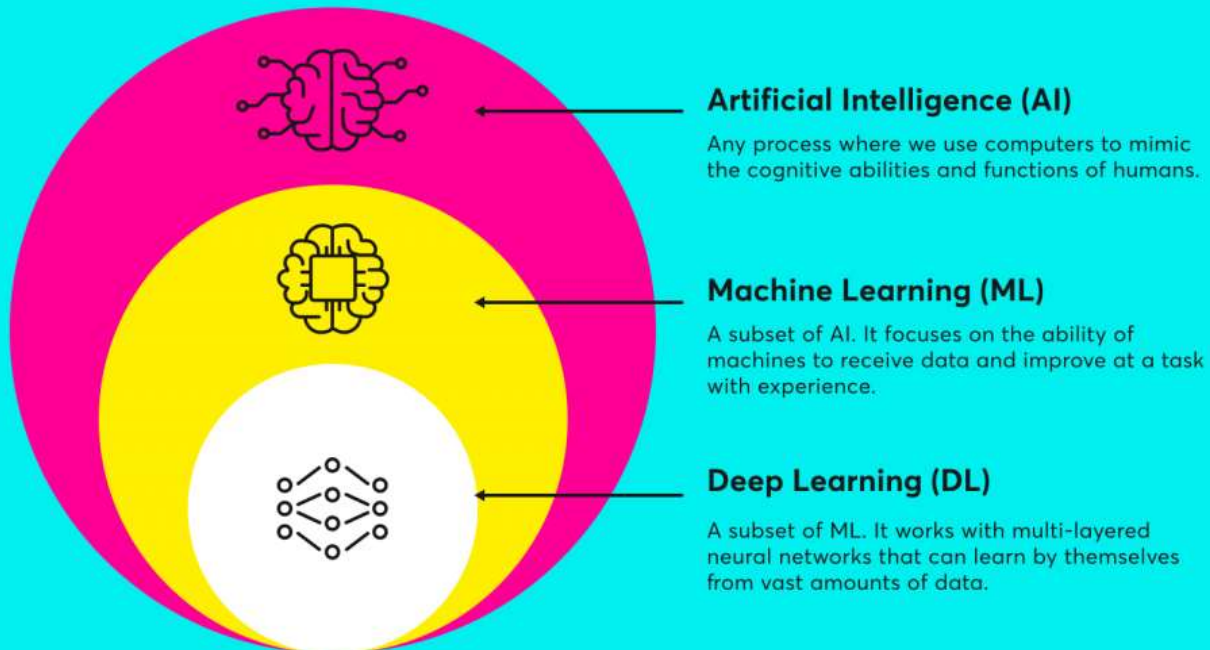 Artificial Intelligence (AI)
Any process where we use computers to mimic
the cognitive abilities and functions of humans.
Machine Learning (ML)
A subset of AI. It focuses on the ability of
machines to receive data and improve at a task
with experience.
Deep Learning (DL)
A subset of ML. It works with multi-layered
neural networks that can learn by themselves
from vast amounts of data.